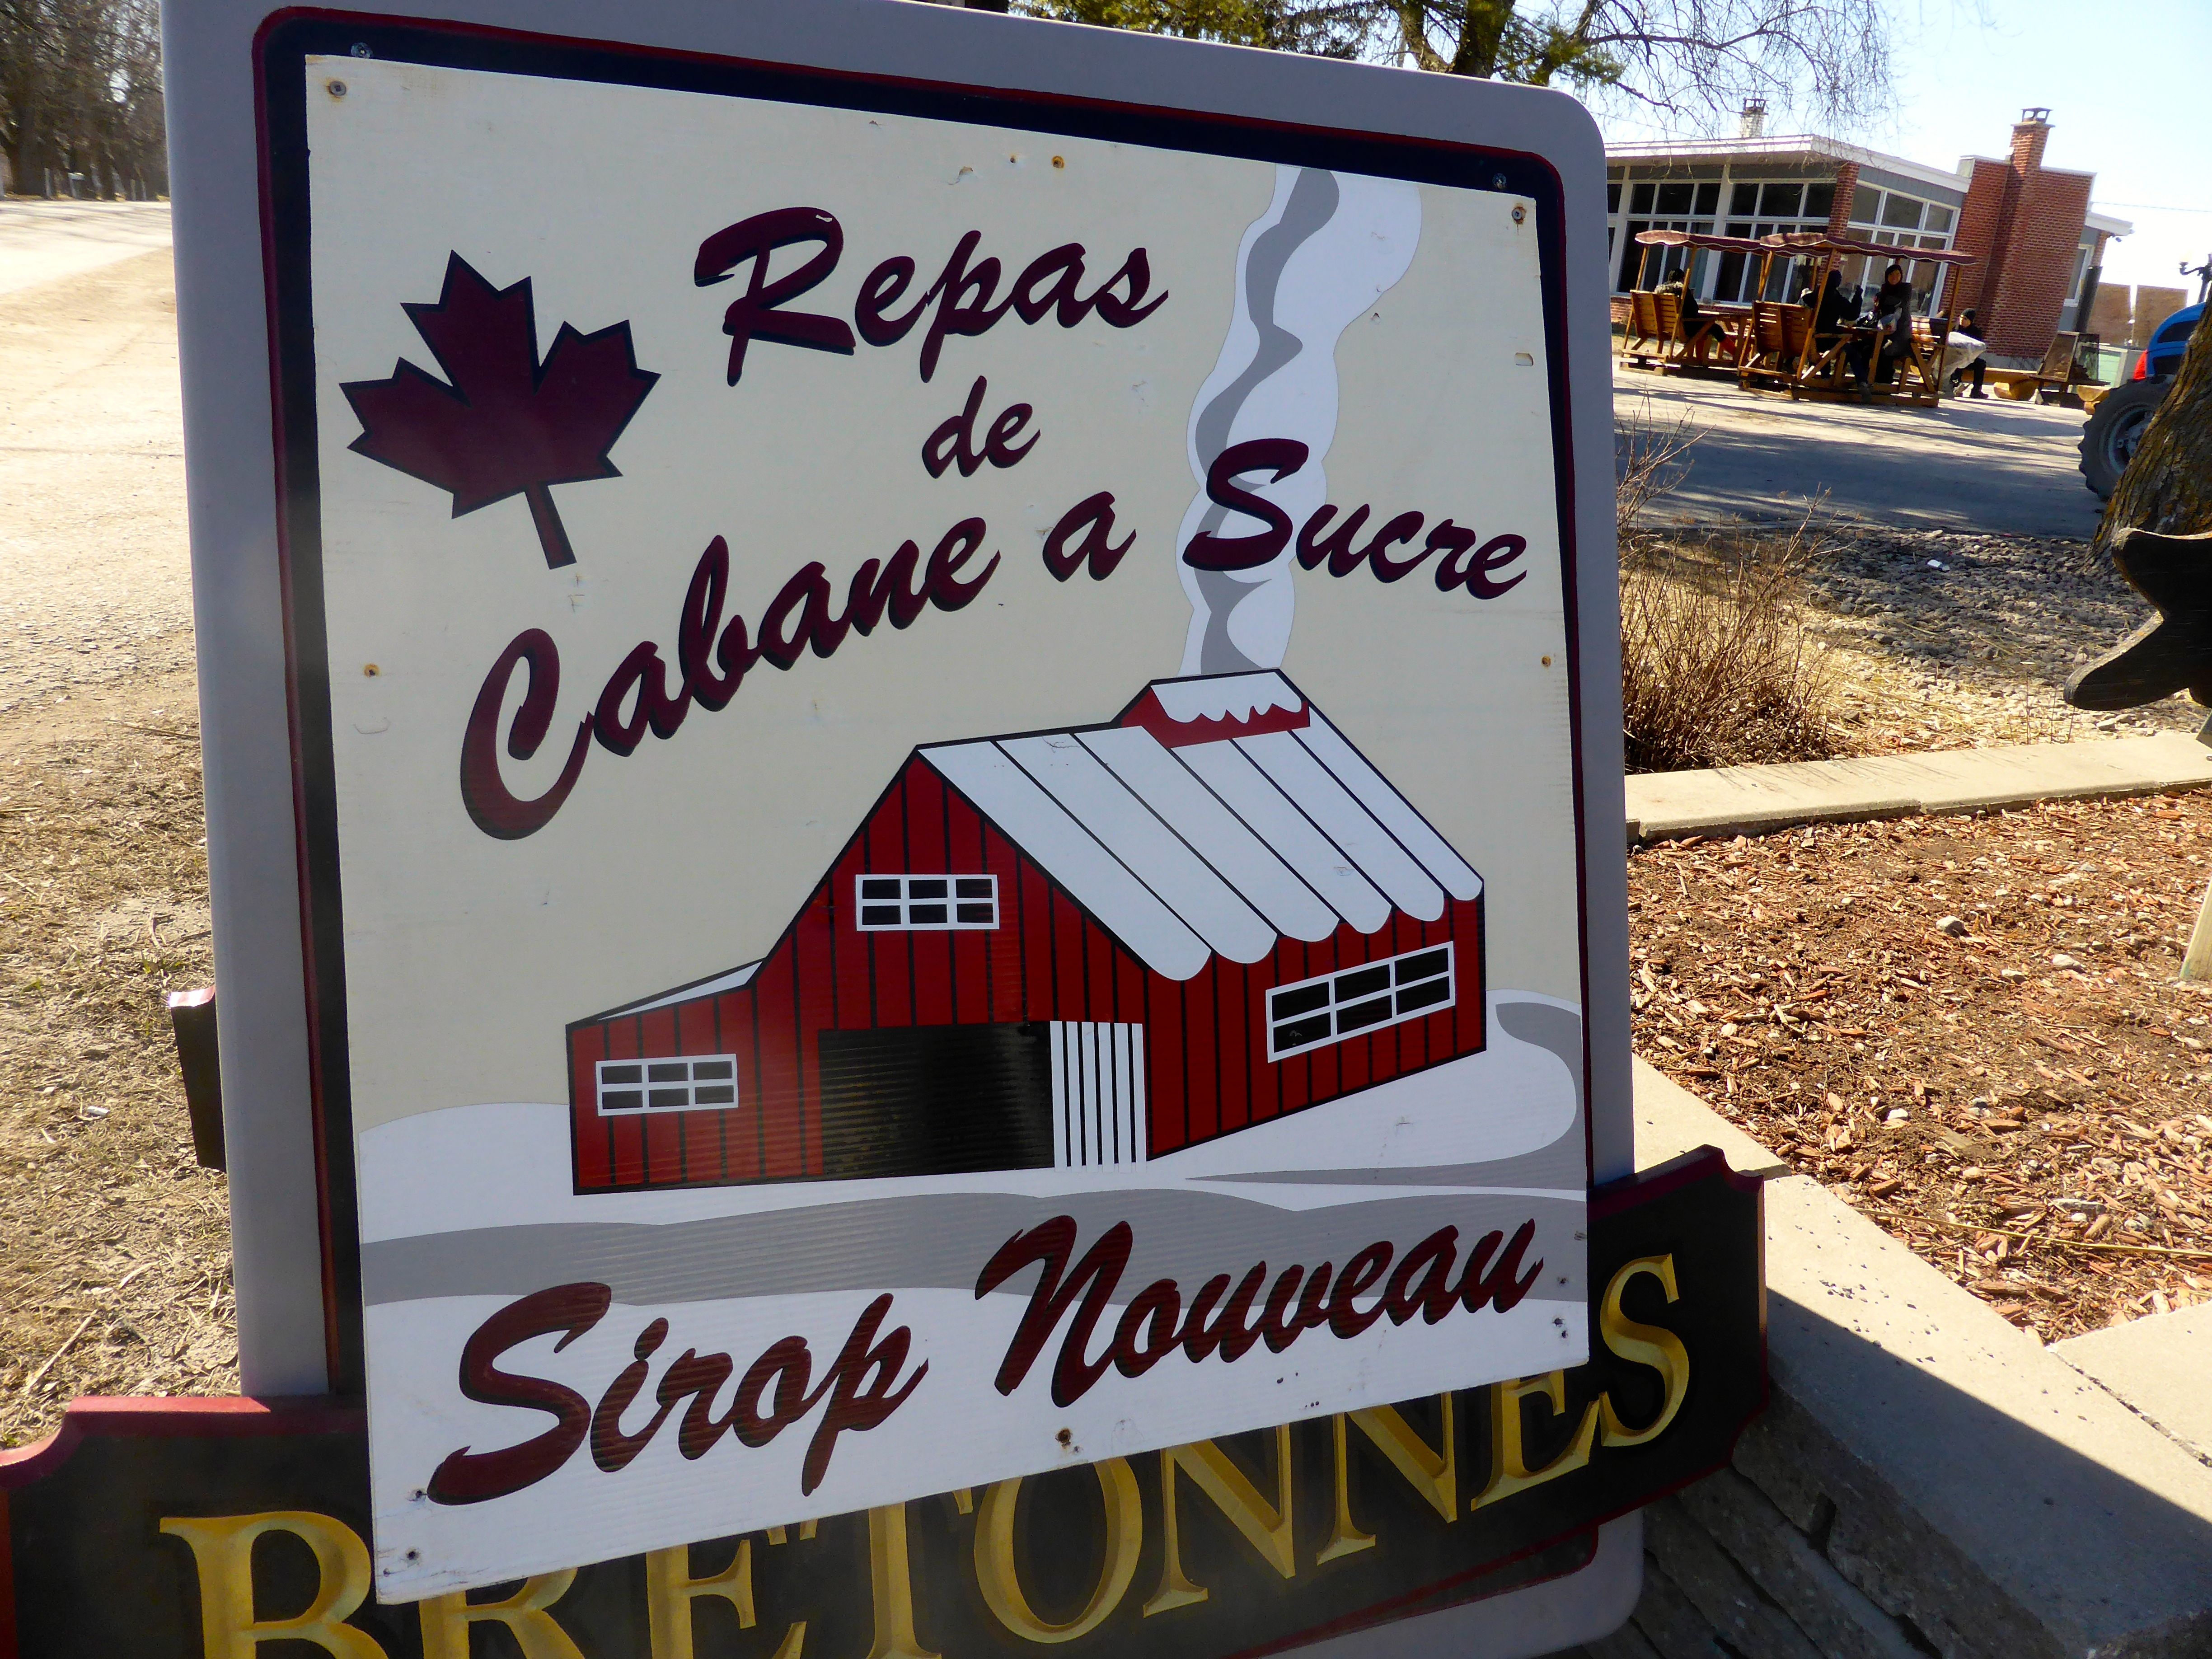 Repas
de
Cabane a Sucre
Sirop Nouveau
BRETONNES